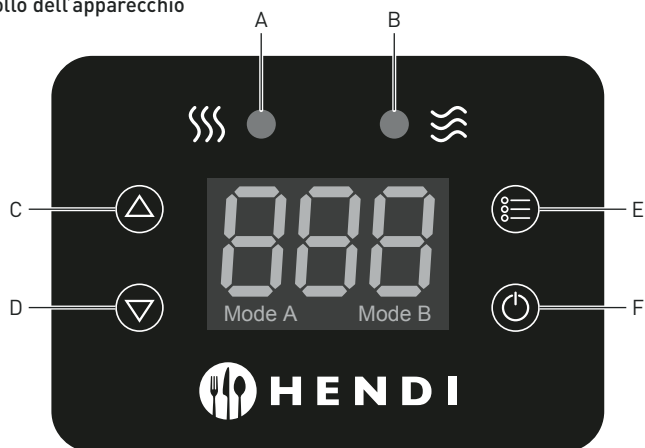 ollo dell'apparecchio
A B
C E
888
D F
Mode A Mode B
HENDI